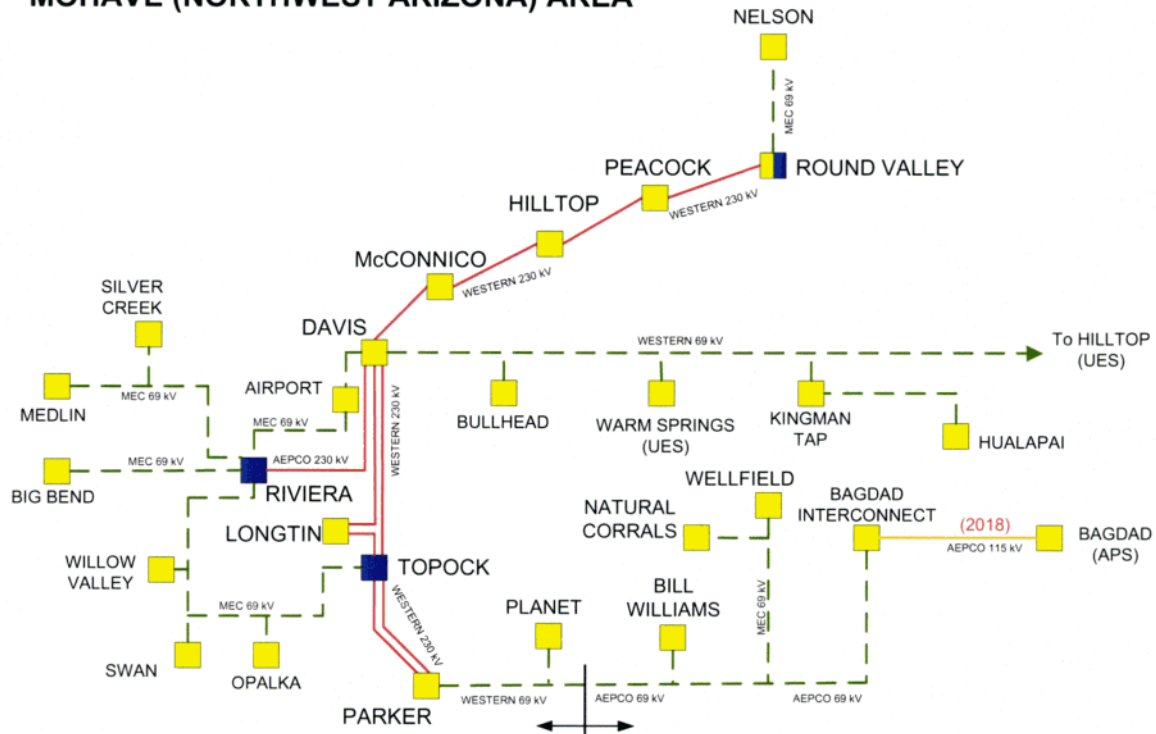 MOHAVE (NORTHWEST ARIZONA) AREA
NELSON
MEC 69 kV
PEACOCK
ROUND VALLEY
WESTERN 230 kV
HILLTOP
McCONNICO
WESTERN 230 kV
SILVER
CREEK
DAVIS
WESTERN 69 kV
To HILLTOP
(UES)
MEC 69 kV
MEDLIN
AIRPORT
BULLHEAD
WARM SPRINGS
(UES)
KINGMAN
TAP
HUALAPAI
MEC 69 kV
WESTERN 230 kV
MEC 69 kV
AEPCO 230 kV
BIG BEND
RIVIERA
WELLFIELD
NATURAL
CORRALS
BAGDAD
INTERCONNECT
(2018)
AEPCO 115 kV
BAGDAD
(APS)
LONGTIN
WILLOW
VALLEY
TOPOCK
MEC 69 kV
WESTERN 230 kV
PLANET
BILL
WILLIAMS
MEC 69 kV
SWAN
OPALKA
PARKER
WESTERN 69 kV
AEPCO 69 kV
AEPCO 69 kV